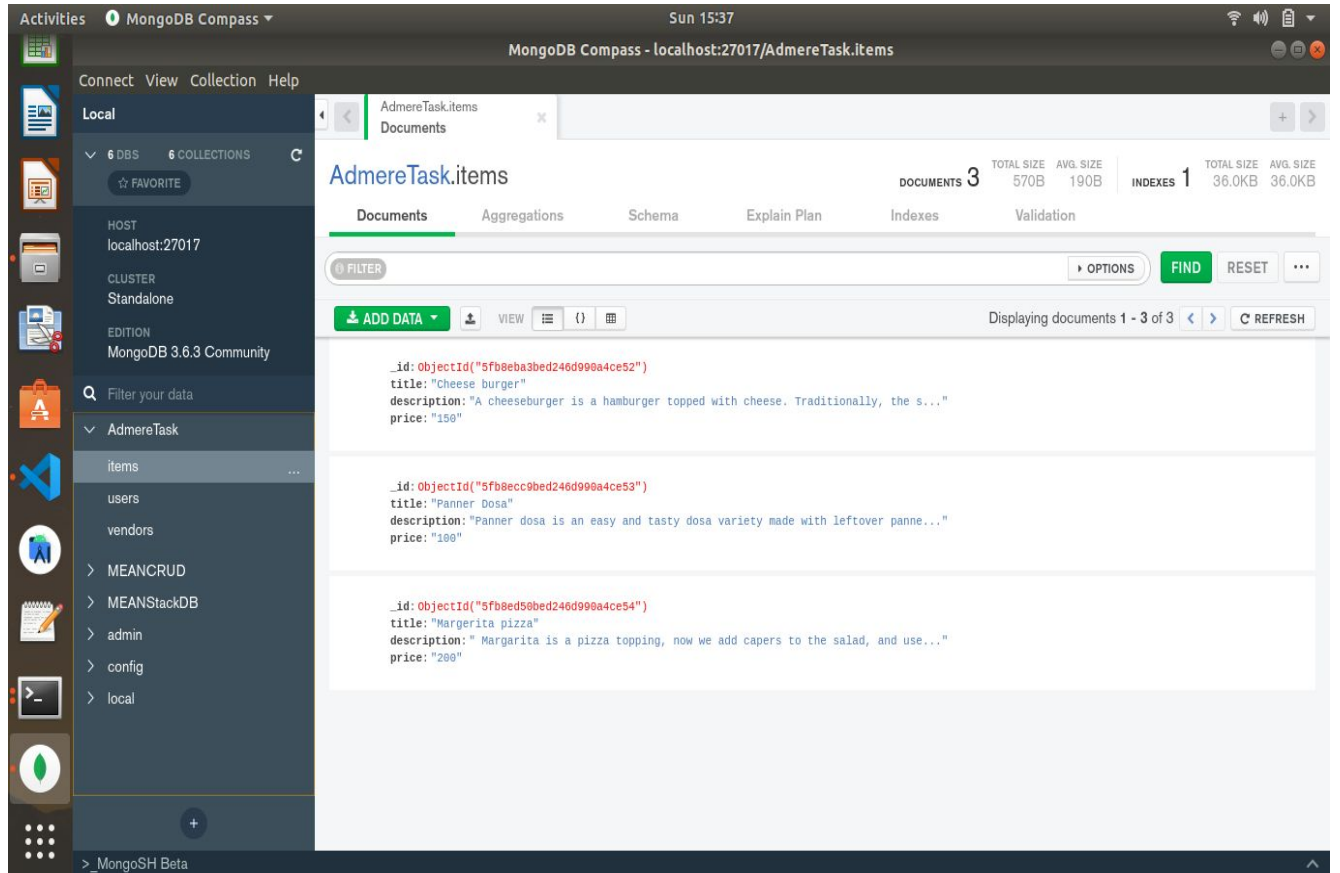 Activities MongoDB Compass Sun 15:37
MongoDB Compass - localhost:27017/AdmereTask.items
Connect View Collection Help
Local
6 DBS 6 COLLECTIONS
FAVORITE
HOST
localhost:27017
CLUSTER
Standalone
EDITION
MongoDB 3.6.3 Community
Filter your data
AdmereTask
items ...
users
vendors
MEANCRUD
MEANStackDB
admin
config
local
+
>_MongoSH Beta
AdmereTask.items
Documents
AdmereTask.items
DOCUMENTS 3 TOTAL SIZE 570B AVG. SIZE 190B INDEXES 1 TOTAL SIZE 36.0KB AVG. SIZE 36.0KB
Documents Aggregations Schema Explain Plan Indexes Validation
FILTER OPTIONS FIND RESET ...
ADD DATA VIEW {} Displaying documents 1 - 3 of 3 < > REFRESH
_id: ObjectId("5fb8eba3bed246d990a4ce52")
title: "Cheese burger"
description: "A cheeseburger is a hamburger topped with cheese. Traditionally, the s..."
price: "150"
_id: ObjectId("5fb8ecc9bed246d990a4ce53")
title: "Panner Dosa"
description: "Panner dosa is an easy and tasty dosa variety made with leftover panne..."
price: "100"
_id: ObjectId("5fb8ed50bed246d990a4ce54")
title: "Margerita pizza"
description: " Margarita is a pizza topping, now we add capers to the salad, and use..."
price: "200"